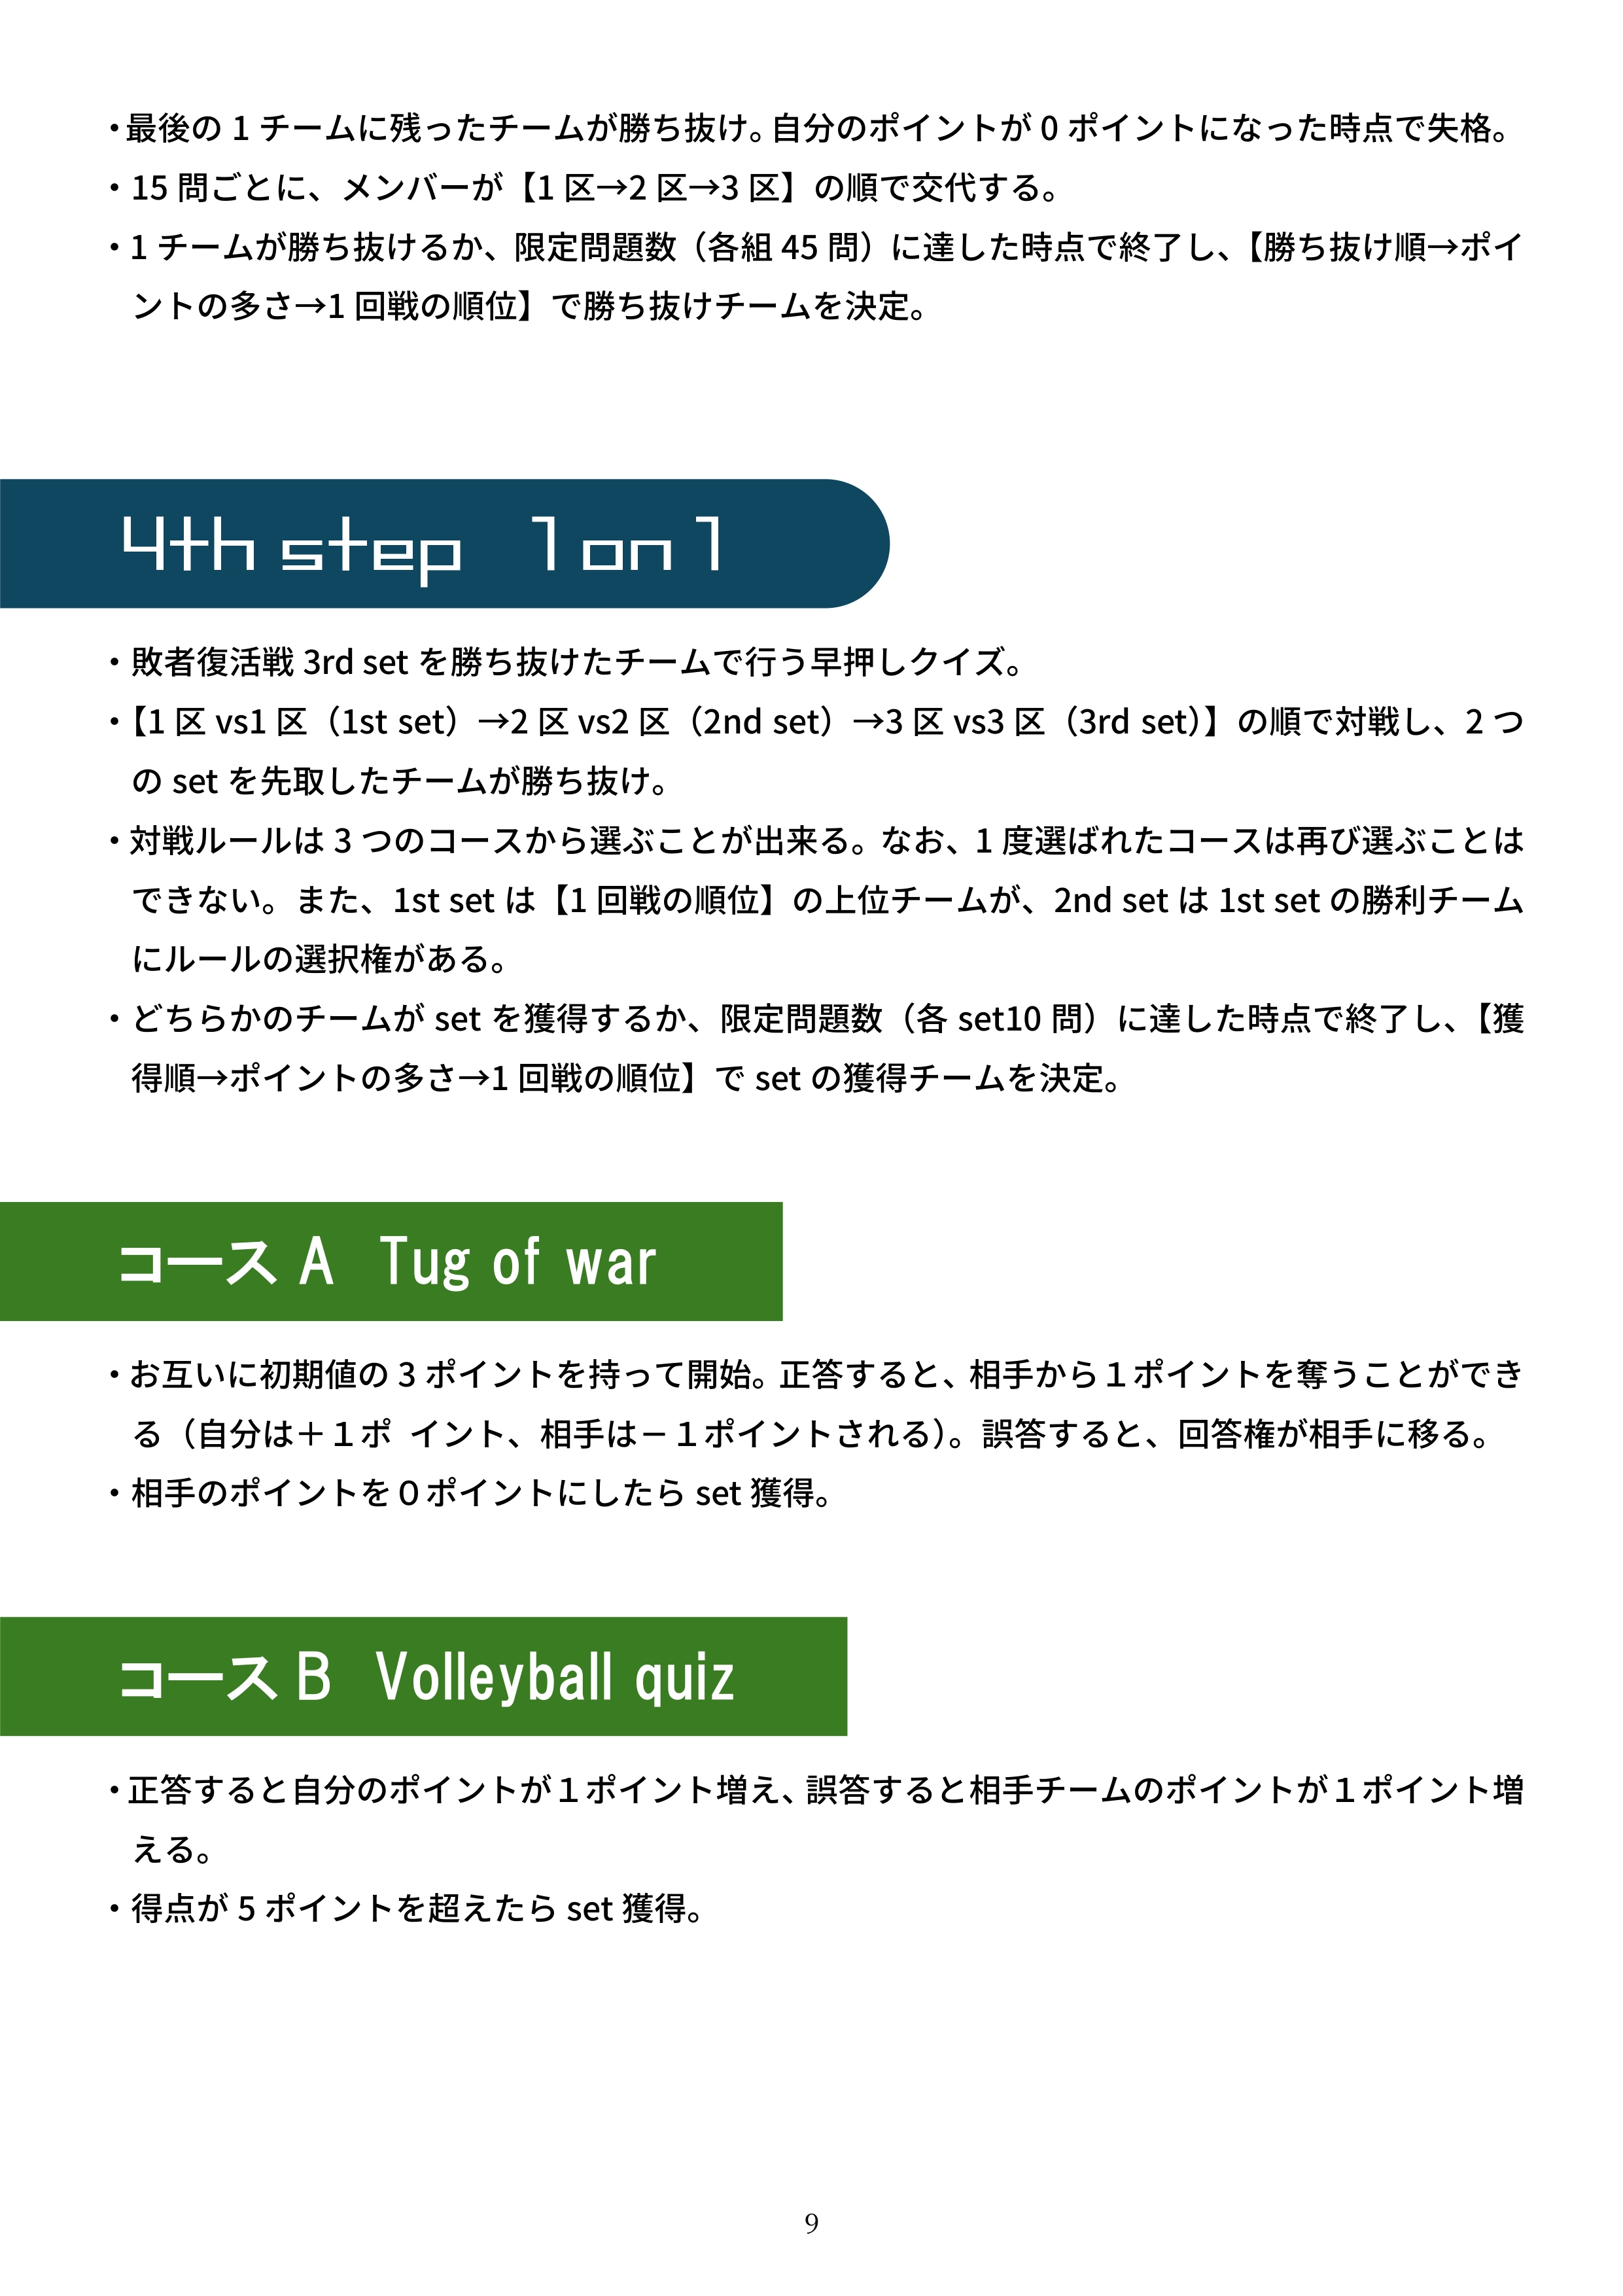 ・最後の 1 チームに残ったチームが勝ち抜け。自分のポイントが 0 ポイントになった時点で失格。
・15 問ごとに、メンバーが【1 区→2 区→3 区】の順で交代する。
・1 チームが勝ち抜けるか、限定問題数（各組 45 問）に達した時点で終了し、【勝ち抜け順→ポイ
ントの多さ→1 回戦の順位】で勝ち抜けチームを決定。
4th step　1 on 1
・敗者復活戦 3rd set を勝ち抜けたチームで行う早押しクイズ。
・【1 区 vs1 区（1st set）→2 区 vs2 区（2nd set）→3 区 vs3 区（3rd set)】の順で対戦し、2 つ
の set を先取したチームが勝ち抜け。
・対戦ルールは 3 つのコースから選ぶことが出来る。なお、1 度選ばれたコースは再び選ぶことは
できない。また、1st set は【1 回戦の順位】の上位チームが、2nd set は 1st set の勝利チーム
にルールの選択権がある。
・どちらかのチームが set を獲得するか、限定問題数（各 set10 問）に達した時点で終了し、【獲
得順→ポイントの多さ→1 回戦の順位】で set の獲得チームを決定。
コース A　Tug of war
・お互いに初期値の 3 ポイントを持って開始。正答すると、相手から１ポイントを奪うことができ
る（自分は＋１ポ イント、相手は－１ポイントされる）。誤答すると、回答権が相手に移る。
・相手のポイントを０ポイントにしたら set 獲得。
コース B　Volleyball quiz
・正答すると自分のポイントが１ポイント増え、誤答すると相手チームのポイントが１ポイント増
える。
・得点が 5 ポイントを超えたら set 獲得。
9